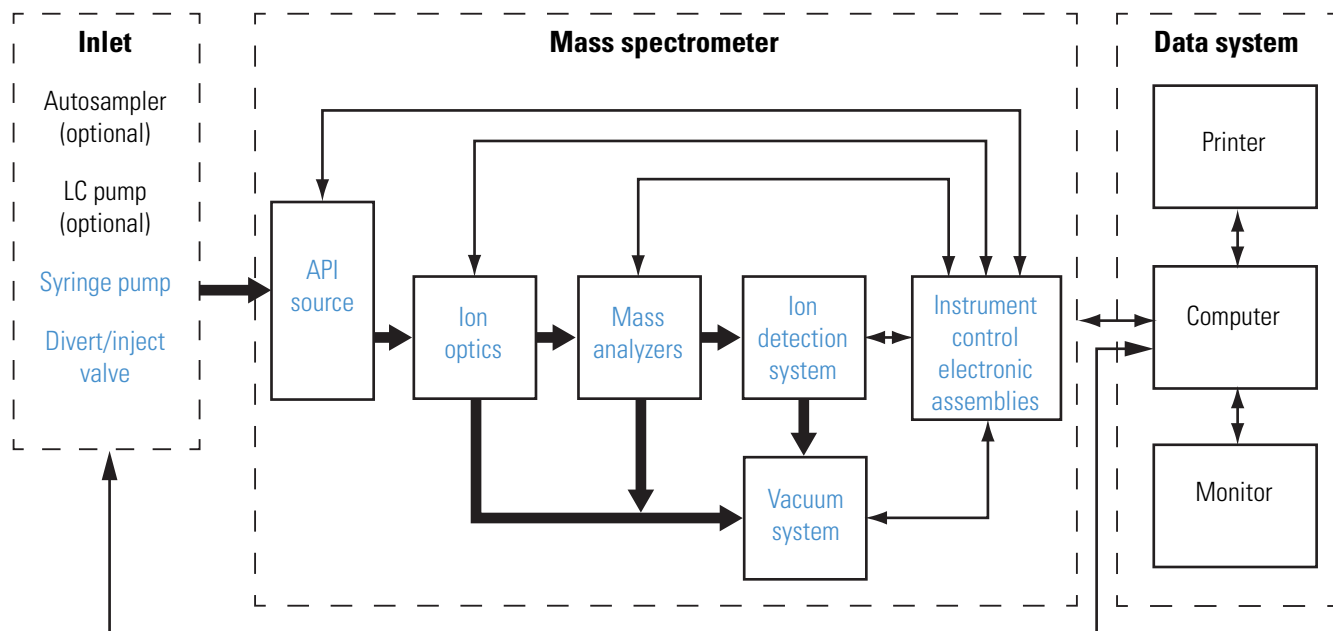 Inlet
Autosampler
(optional)
LC pump
(optional)
Syringe pump
Divert/inject
valve
Mass spectrometer
API
source
Ion
optics
Mass
analyzers
Ion
detection
system
Instrument
control
electronic
assemblies
Vacuum
system
Data system
Printer
Computer
Monitor